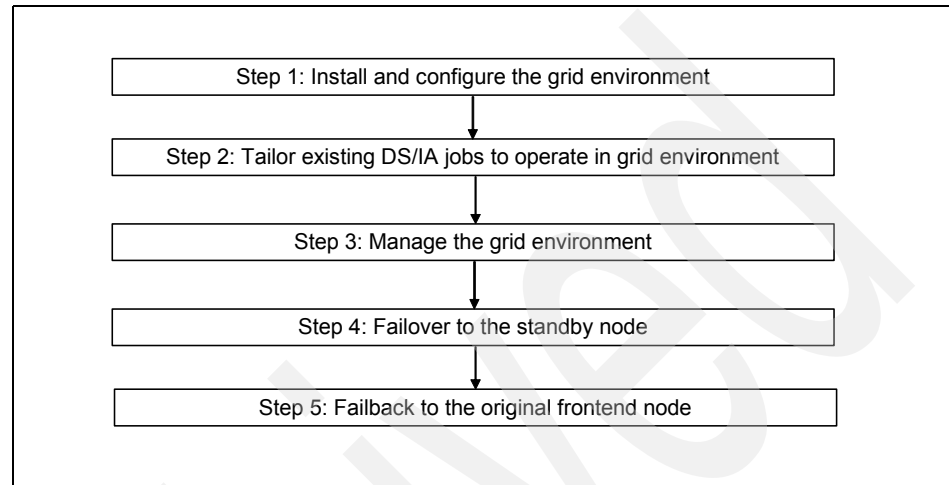 Step 1: Install and configure the grid environment
Step 2: Tailor existing DS/IA jobs to operate in grid environment
Step 3: Manage the grid environment
Step 4: Failover to the standby node
Step 5: Failback to the original frontend node